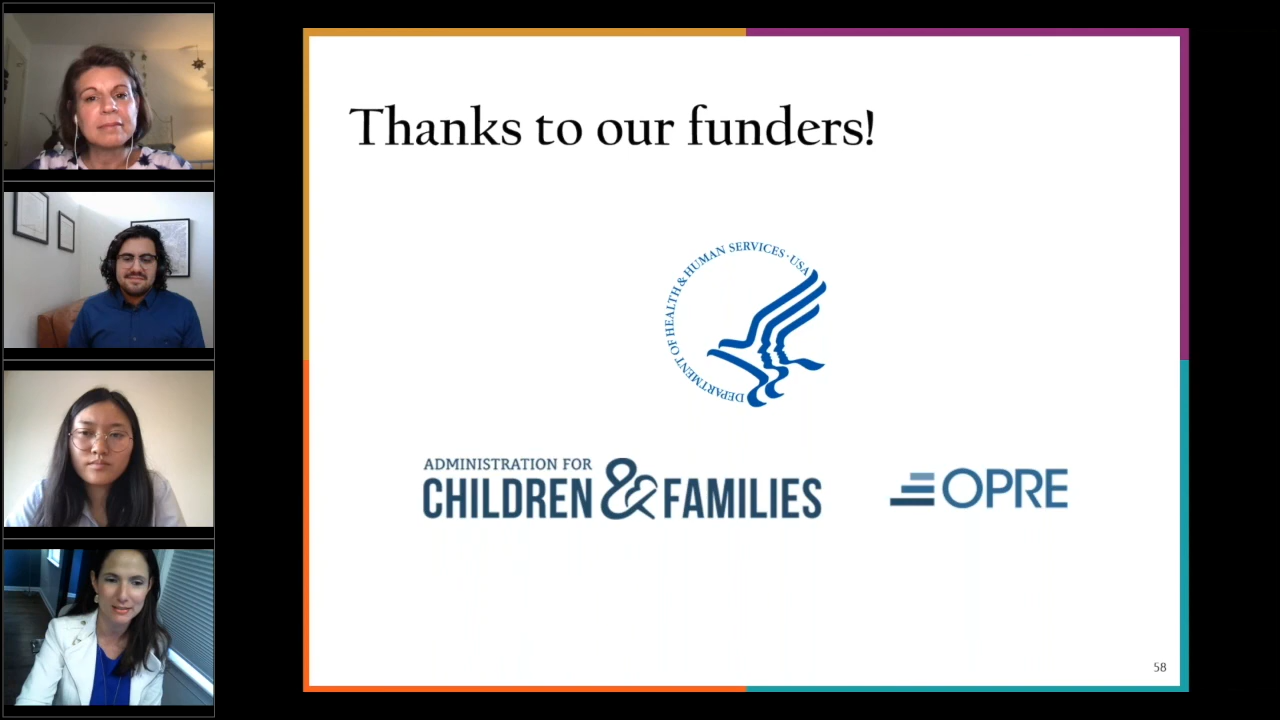 Thanks to our funders!
DEPARTMENT OF HEALTH & HUMAN SERVICES · USA
ADMINISTRATION FOR
CHILDREN & FAMILIES
OPRE
58